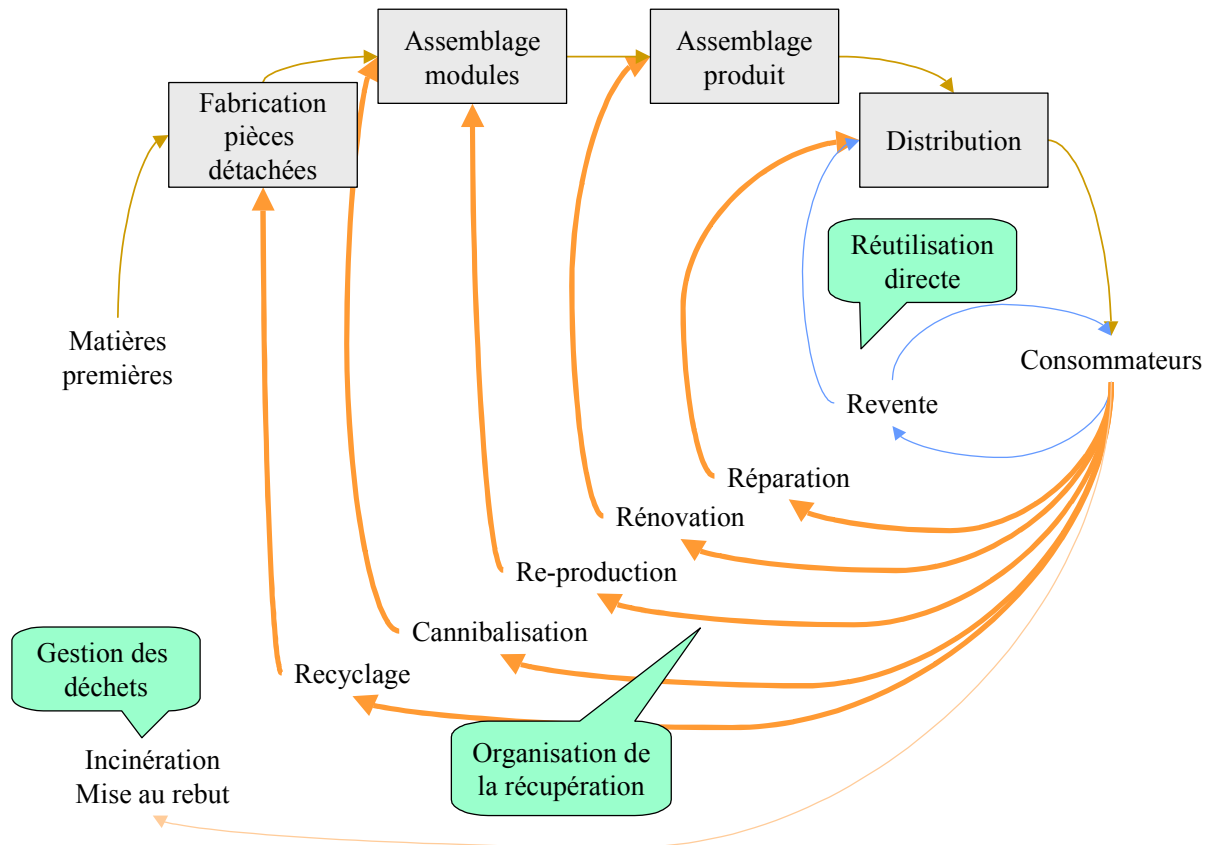 Assemblage
modules
Assemblage
produit
Fabrication
pièces
détachées
Distribution
Réutilisation
directe
Matières
premières
Consommateurs
Revente
Réparation
Rénovation
Re-production
Cannibalisation
Gestion des
déchets
Recyclage
Organisation de
la récupération
Incinération
Mise au rebut